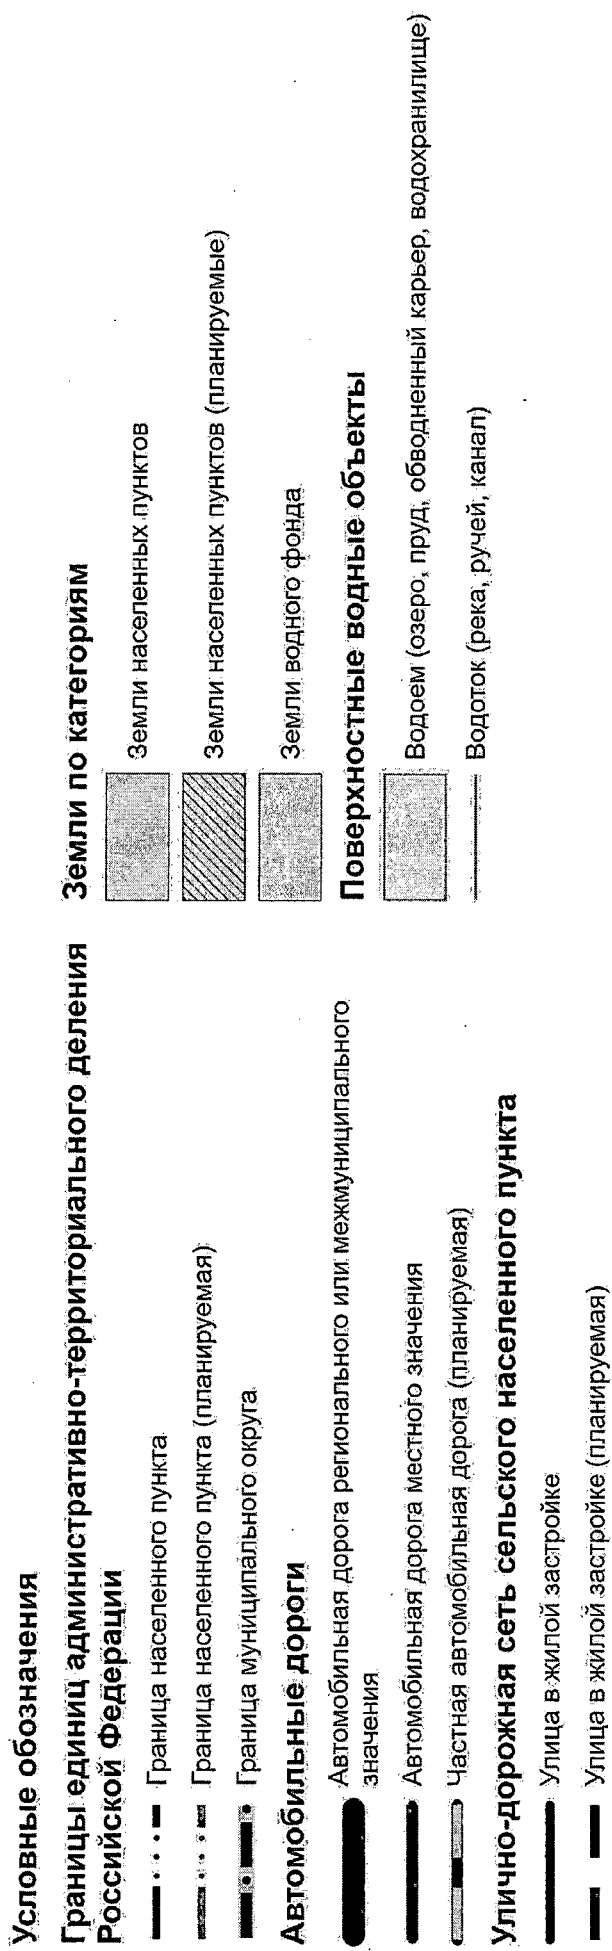 Условные обозначения
Границы единиц административно-территориального деления
Российской Федерации
Граница населенного пункта
Граница населенного пункта (планируемая)
Граница муниципального округа
Автомобильные дороги
Автомобильная дорога регионального или межмуниципального
значения
Автомобильная дорога местного значения
Частная автомобильная дорога (планируемая)
Улично-дорожная сеть сельского населенного пункта
Улица в жилой застройке
Улица в жилой застройке (планируемая)
Земли по категориям
Земли населенных пунктов
Земли населенных пунктов (планируемые)
Земли водного фонда
Поверхностные водные объекты
Водоем (озеро, пруд, обводненный карьер, водохранилище)
Водоток (река, ручей, канал)